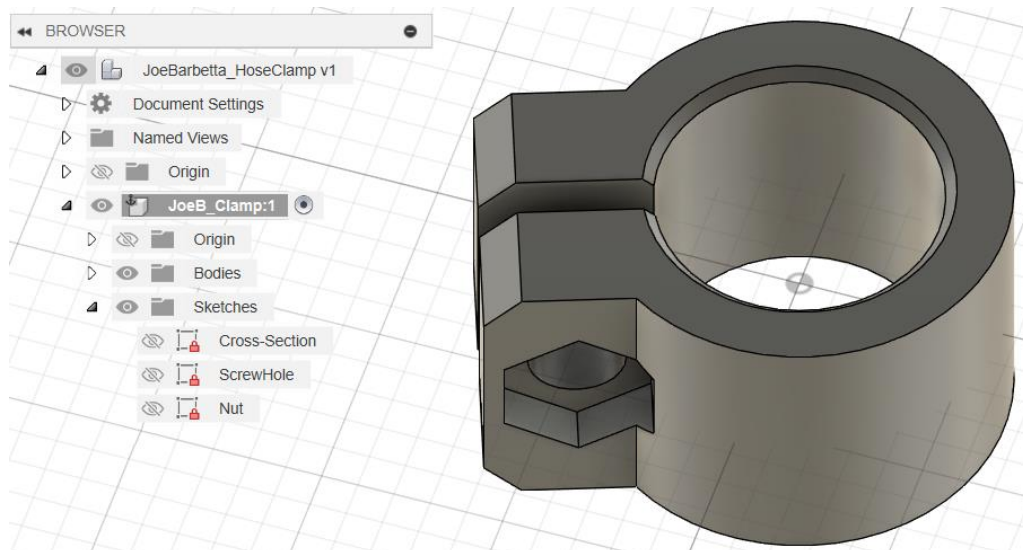 BROWSER
JoeBarbetta_HoseClamp v1
Document Settings
Named Views
Origin
JoeB_Clamp:1
Origin
Bodies
Sketches
Cross-Section
ScrewHole
Nut